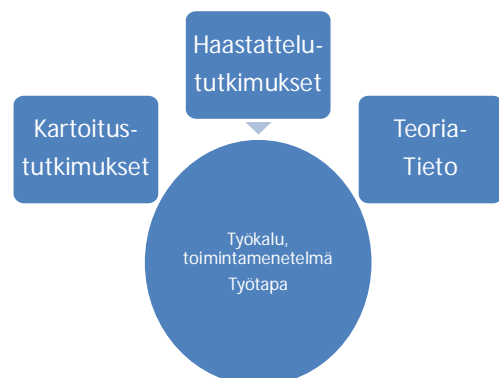 Haastattelu-
tutkimukset
Kartoitus-
tutkimukset
Teoria-
Tieto
Työkalu,
toimintamenetelmä
Työtapa